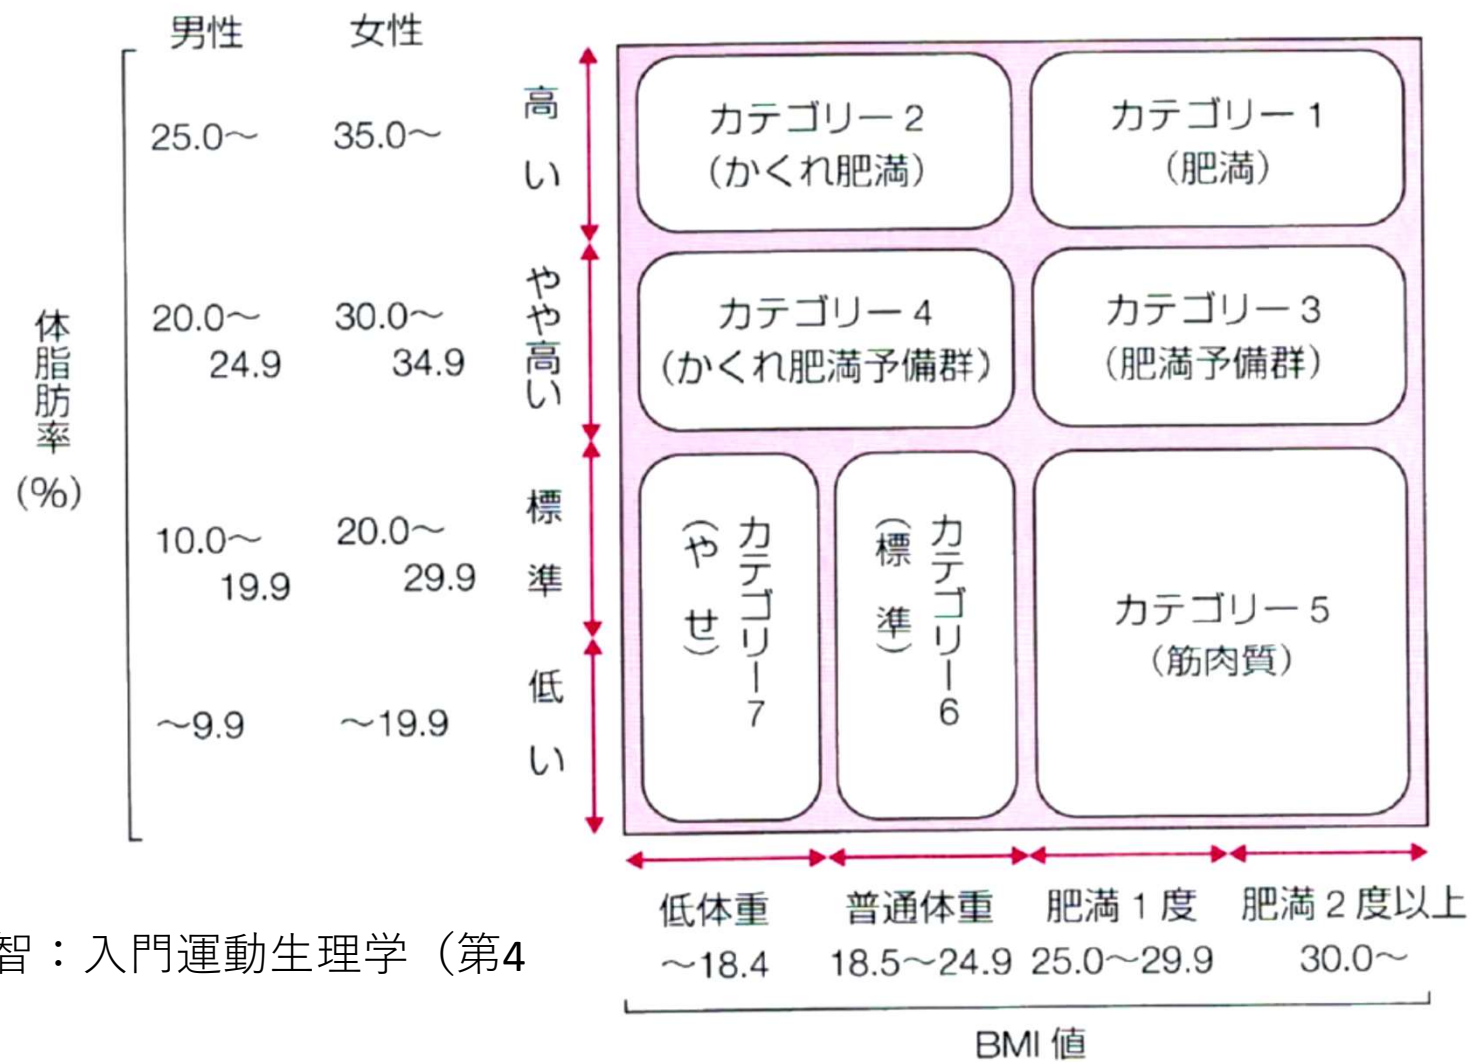 男性 女性
体脂肪率
(%)
25.0〜 35.0〜
高い
20.0〜
24.9
30.0〜
34.9
やや高い
10.0〜
19.9
20.0〜
29.9
標準
〜9.9 〜19.9
低い
カテゴリー2
(かくれ肥満)
カテゴリー1
(肥満)
カテゴリー4
(かくれ肥満予備群)
カテゴリー3
(肥満予備群)
カテゴリー7
(やせ)
カテゴリー6
(標準)
カテゴリー5
(筋肉質)
低体重 普通体重 肥満1度 肥満2度以上
〜18.4 18.5〜24.9 25.0〜29.9 30.0〜
BMI値
智:入門運動生理学(第4